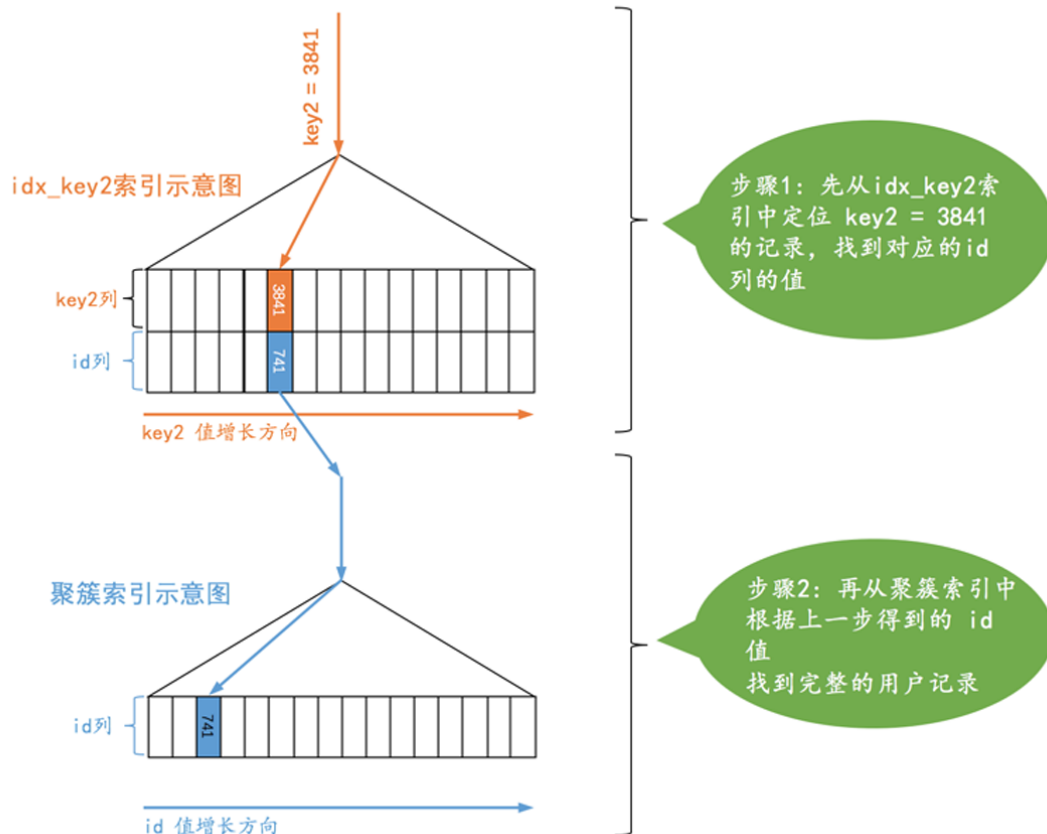 key2 = 3841
idx_key2索引示意图
key2列
3841
id列
741
key2 值增长方向
步骤1：先从idx_key2索
引中定位 key2 = 3841
的记录，找到对应的id
列的值
聚簇索引示意图
id列
741
id 值增长方向
步骤2：再从聚簇索引中
根据上一步得到的 id
值
找到完整的用户记录